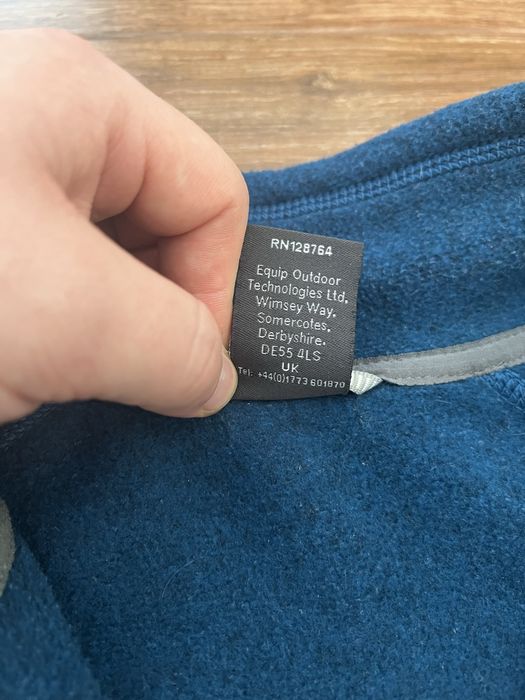 RN128764
Equip Outdoor
Technologies Ltd.
Wimsey Way.
Somercotes.
Derbyshire.
DE55 4LS
UK
Tel: +44(0)1773 601870